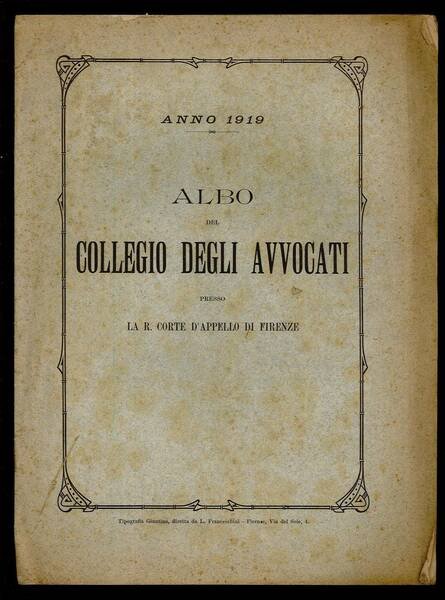 ANNO 1919
ALBO
DEL
COLLEGIO DEGLI AVVOCATI
PRESSO
LA R. CORTE D'APPELLO DI FIRENZE
Tipografia Giuntina, diretta da L. Franceschini – Firenze, Via del Sole, 4.